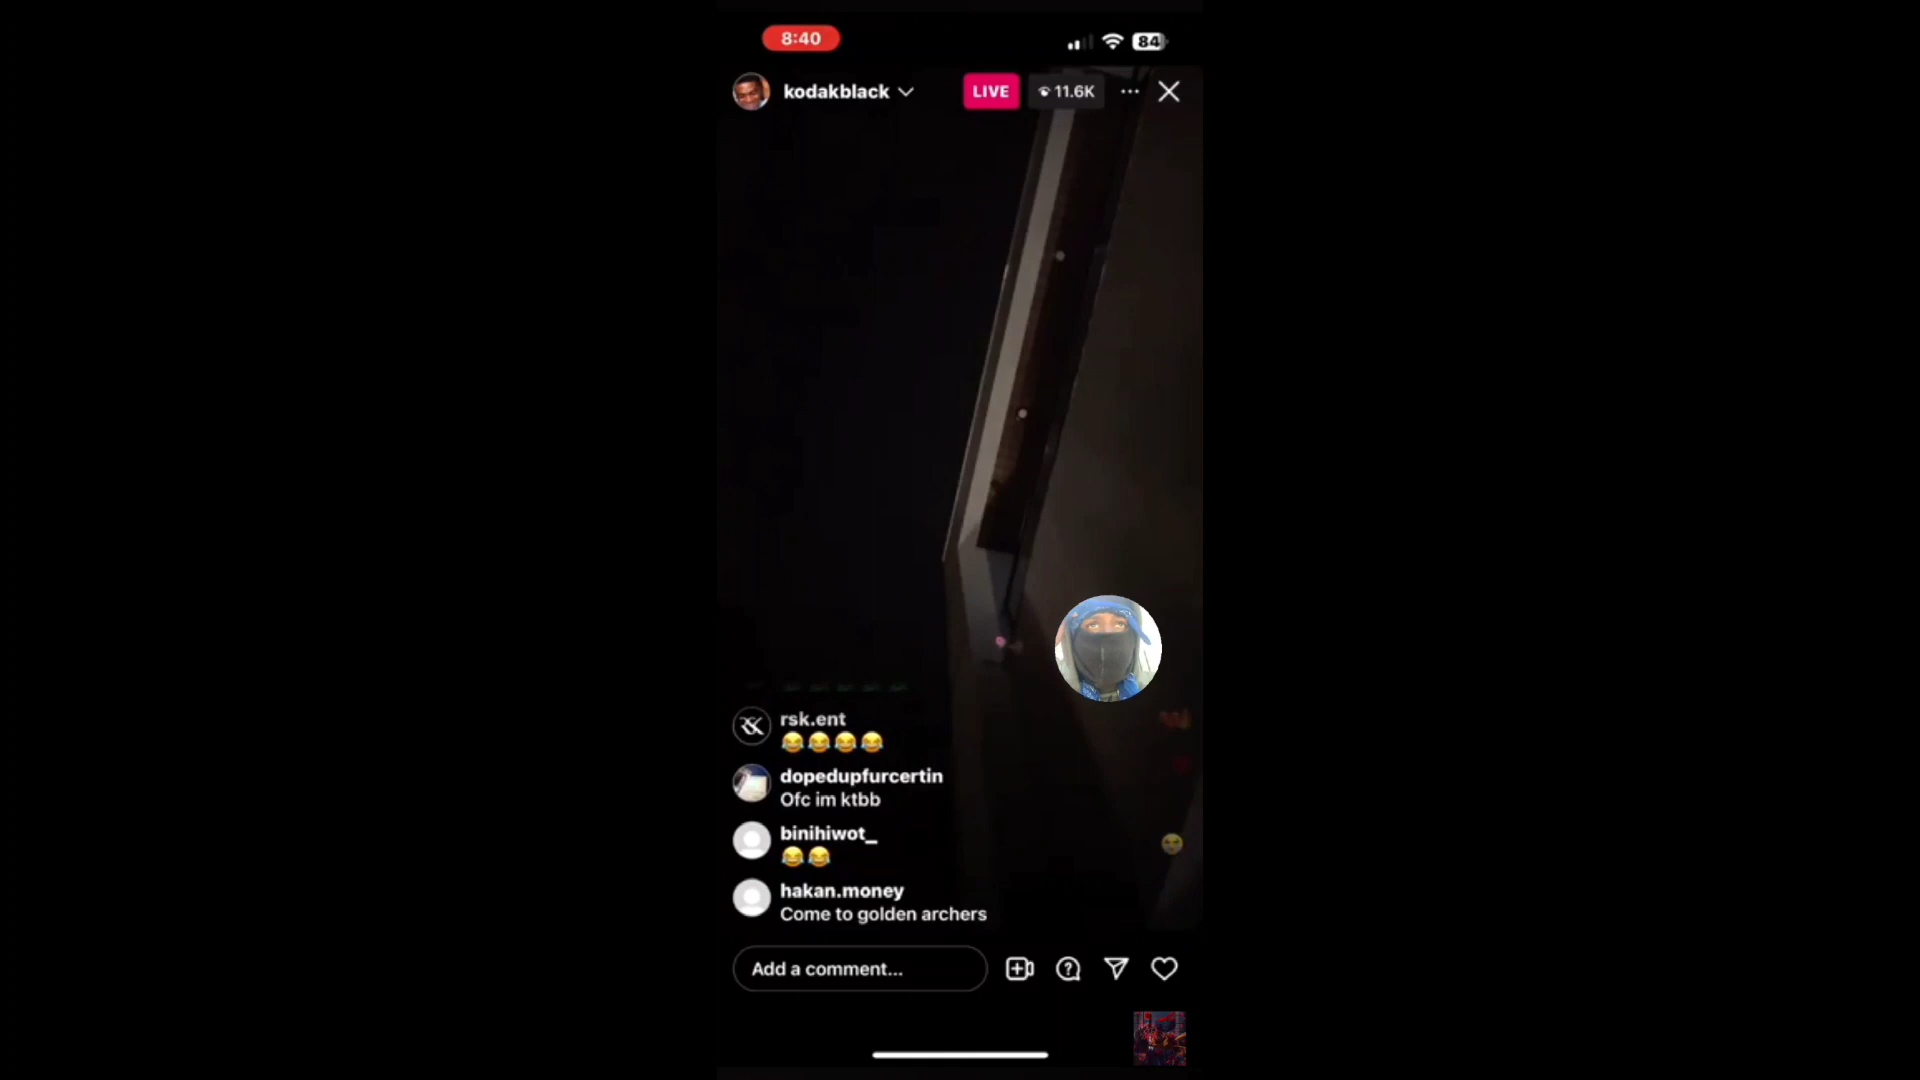 8:40
84
kodakblack
LIVE
11.6K
rsk.ent
😂😂😂😂
dopedupfurcertin
Ofc im ktbb
binihiwot_
😂😂
hakan.money
Come to golden archers
Add a comment...